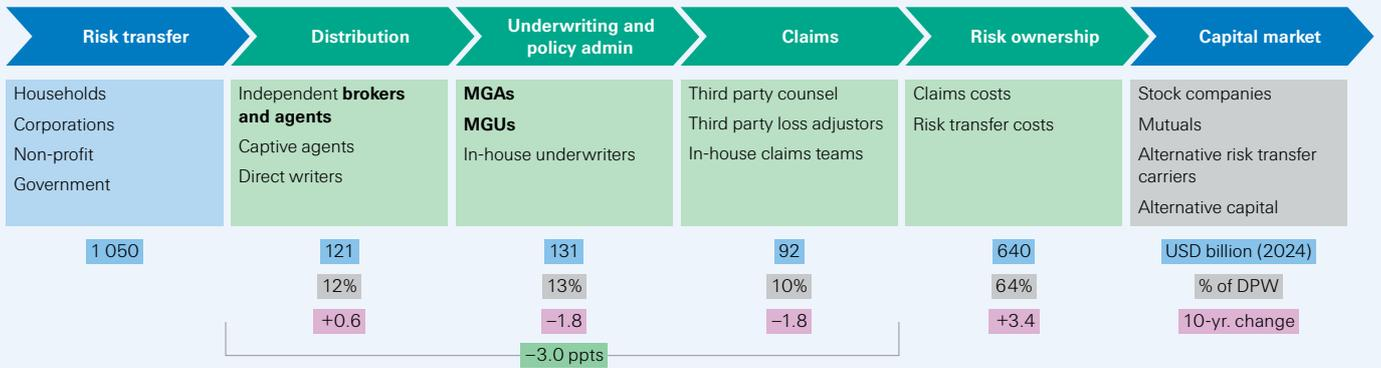 Risk transfer
Distribution
Underwriting and
policy admin
Claims
Risk ownership
Capital market
Households
Corporations
Non-profit
Government
Independent brokers
and agents
Captive agents
Direct writers
MGAs
MGUs
In-house underwriters
Third party counsel
Third party loss adjustors
In-house claims teams
Claims costs
Risk transfer costs
Stock companies
Mutuals
Alternative risk transfer
carriers
Alternative capital
1 050
121
131
92
640
USD billion (2024)
12%
13%
10%
64%
% of DPW
+0.6
–1.8
–1.8
+3.4
10-yr. change
–3.0 ppts